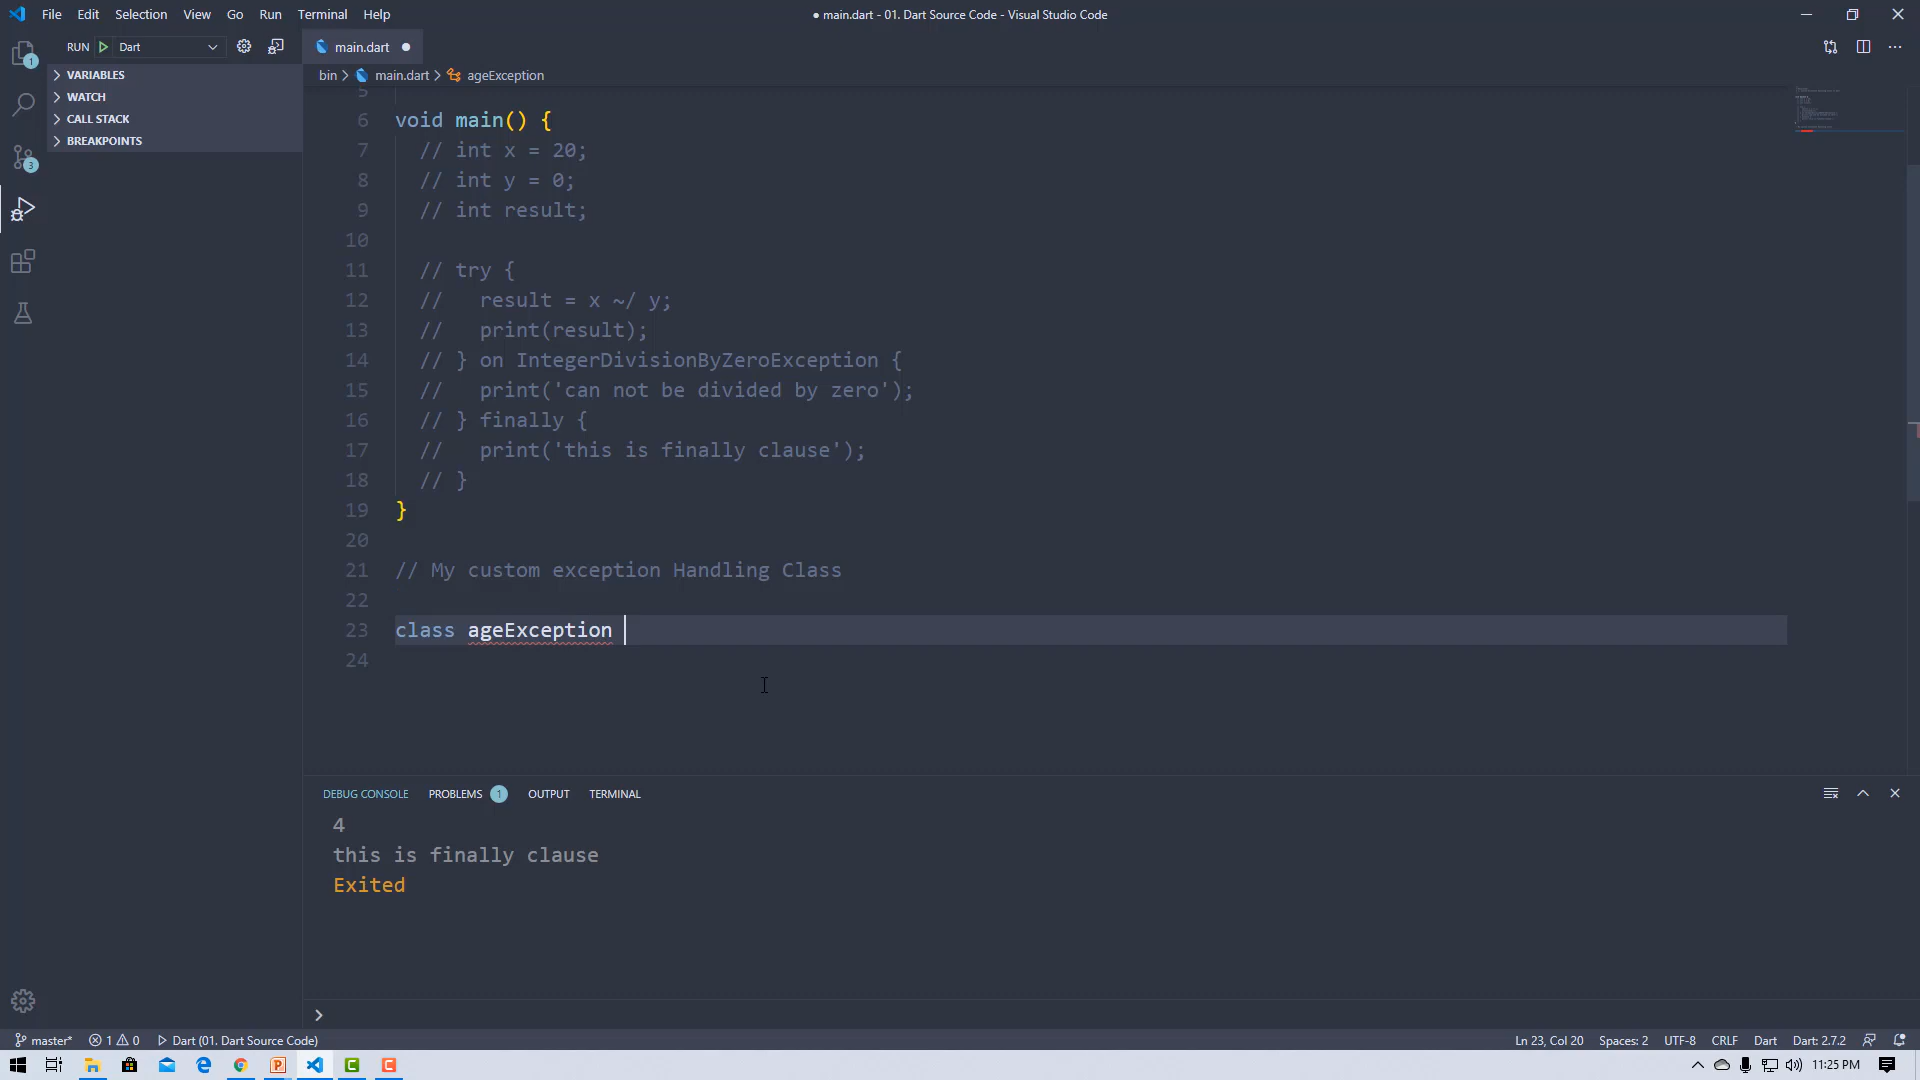 File Edit Selection View Go Run Terminal Help
● main.dart - 01. Dart Source Code - Visual Studio Code
RUN Dart
main.dart
VARIABLES
WATCH
CALL STACK
BREAKPOINTS
1
3
bin > main.dart > ageException
5
6 void main() {
7 // int x = 20;
8 // int y = 0;
9 // int result;
10
11 // try {
12 //   result = x ~/ y;
13 //   print(result);
14 // } on IntegerDivisionByZeroException {
15 //   print('can not be divided by zero');
16 // } finally {
17 //   print('this is finally clause');
18 // }
19 }
20
21 // My custom exception Handling Class
22
23 class ageException
24
DEBUG CONSOLE PROBLEMS 1 OUTPUT TERMINAL
4
this is finally clause
Exited
master* 1 0 Dart (01. Dart Source Code)
Ln 23, Col 20 Spaces: 2 UTF-8 CRLF Dart Dart: 2.7.2
11:25 PM